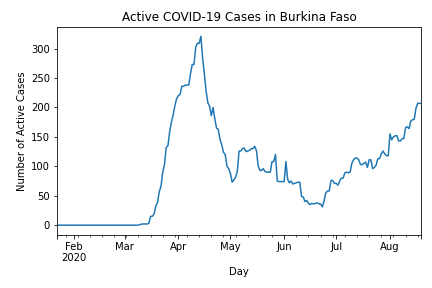 Active COVID-19 Cases in Burkina Faso
Number of Active Cases
300
250
200
150
100
50
0
Feb Mar Apr May Jun Jul Aug
2020
Day